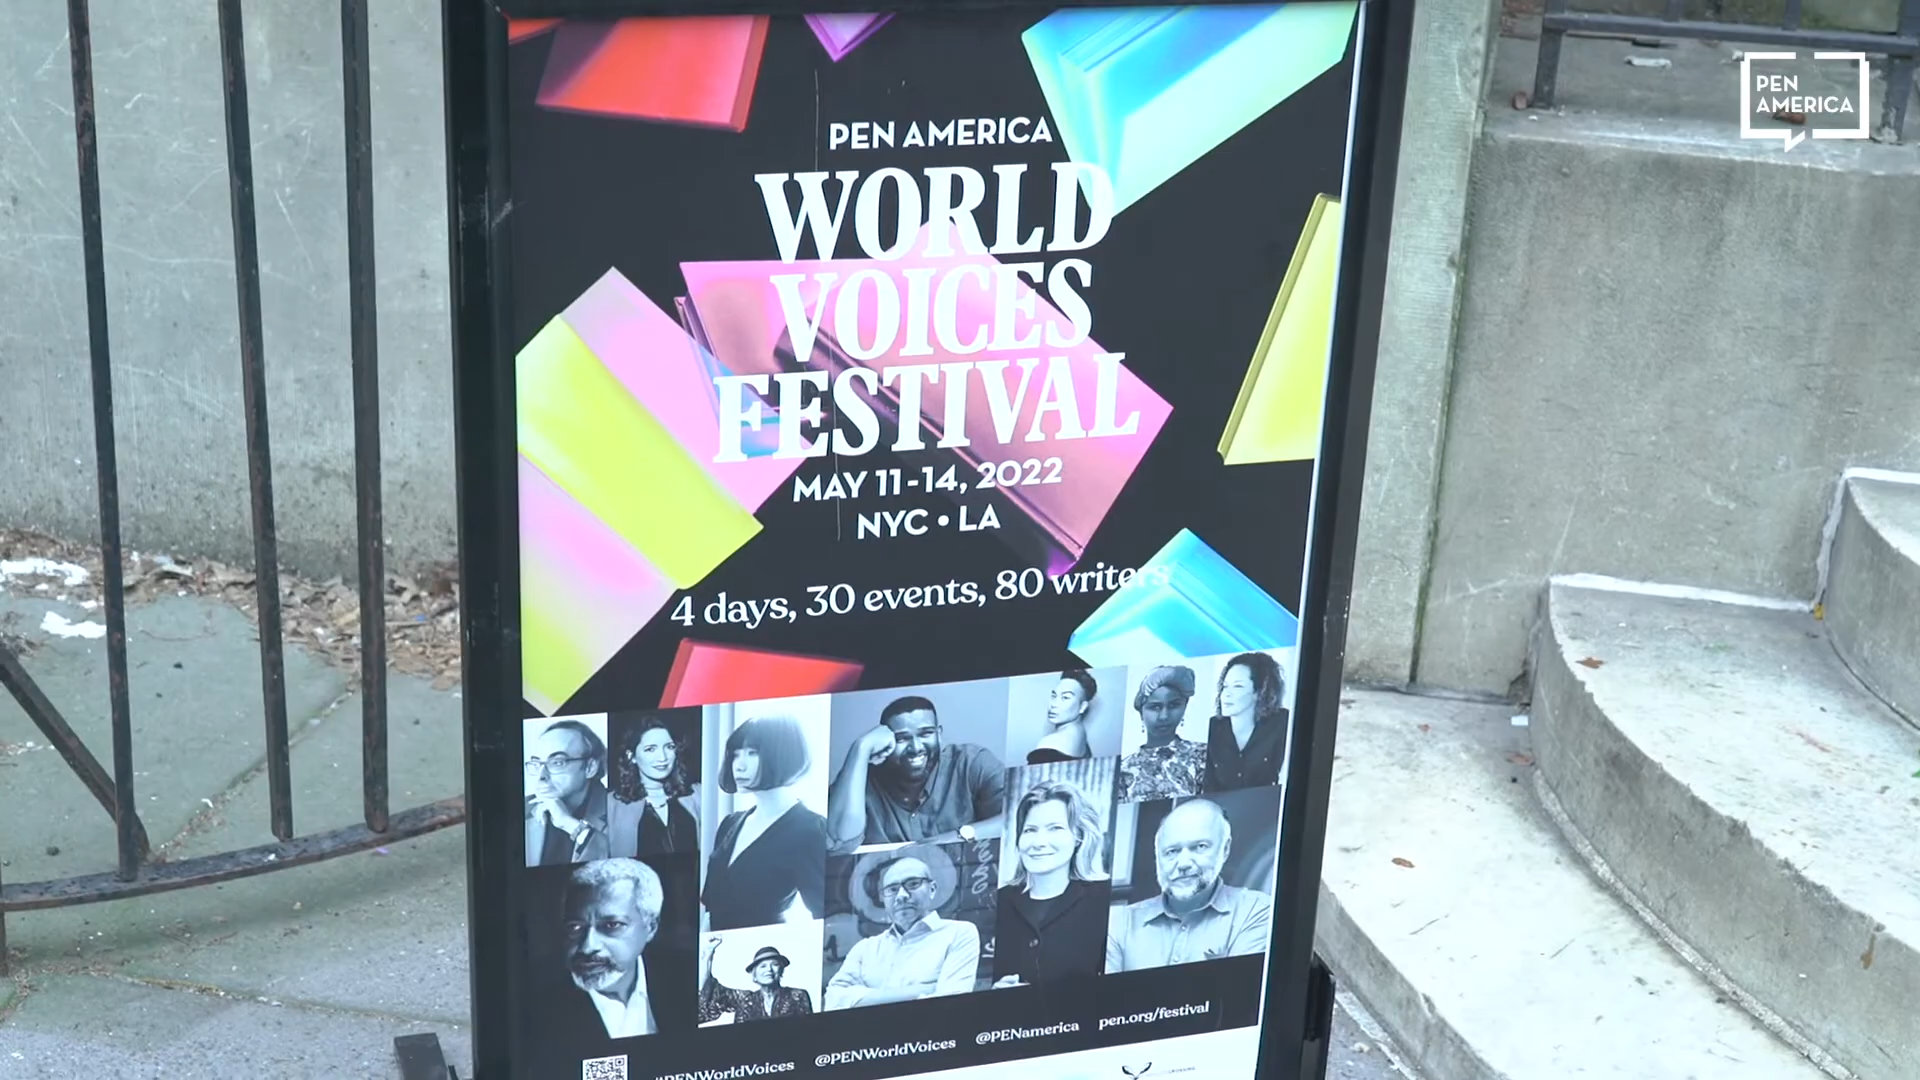 PEN
AMERICA
PEN AMERICA
WORLD
VOICES
FESTIVAL
MAY 11-14, 2022
NYC • LA
4 days, 30 events, 80 writers
#PENWorldVoices @PENWorldVoices @PENamerica pen.org/festival